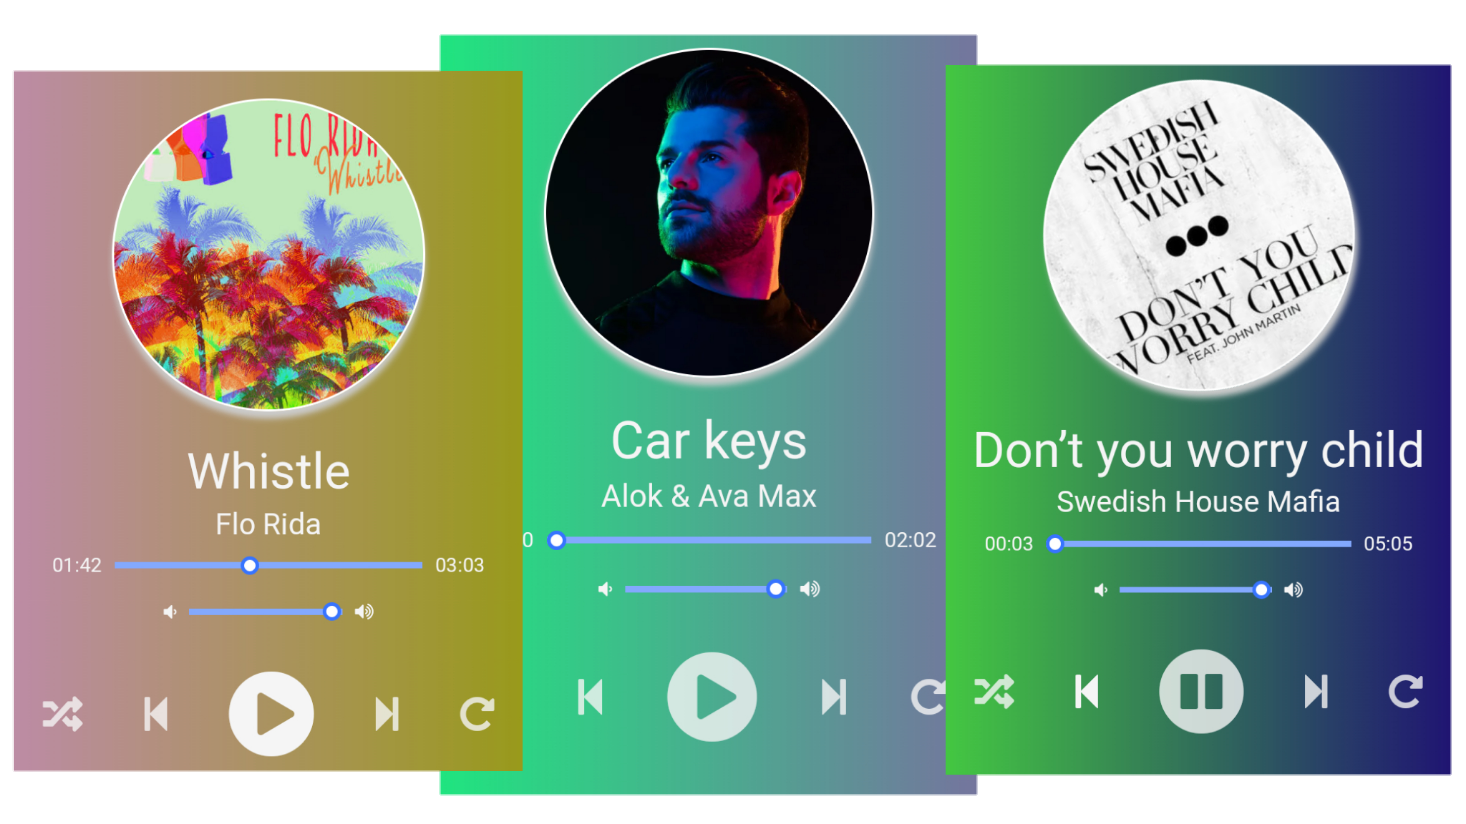 FLO RIDA
Whistle
Whistle
Flo Rida
01:42
03:03
Car keys
Alok & Ava Max
0
02:02
SWEDISH
HOUSE
MAFIA
DON'T YOU
WORRY CHILD
FEAT. JOHN MARTIN
Don’t you worry child
Swedish House Mafia
00:03
05:05